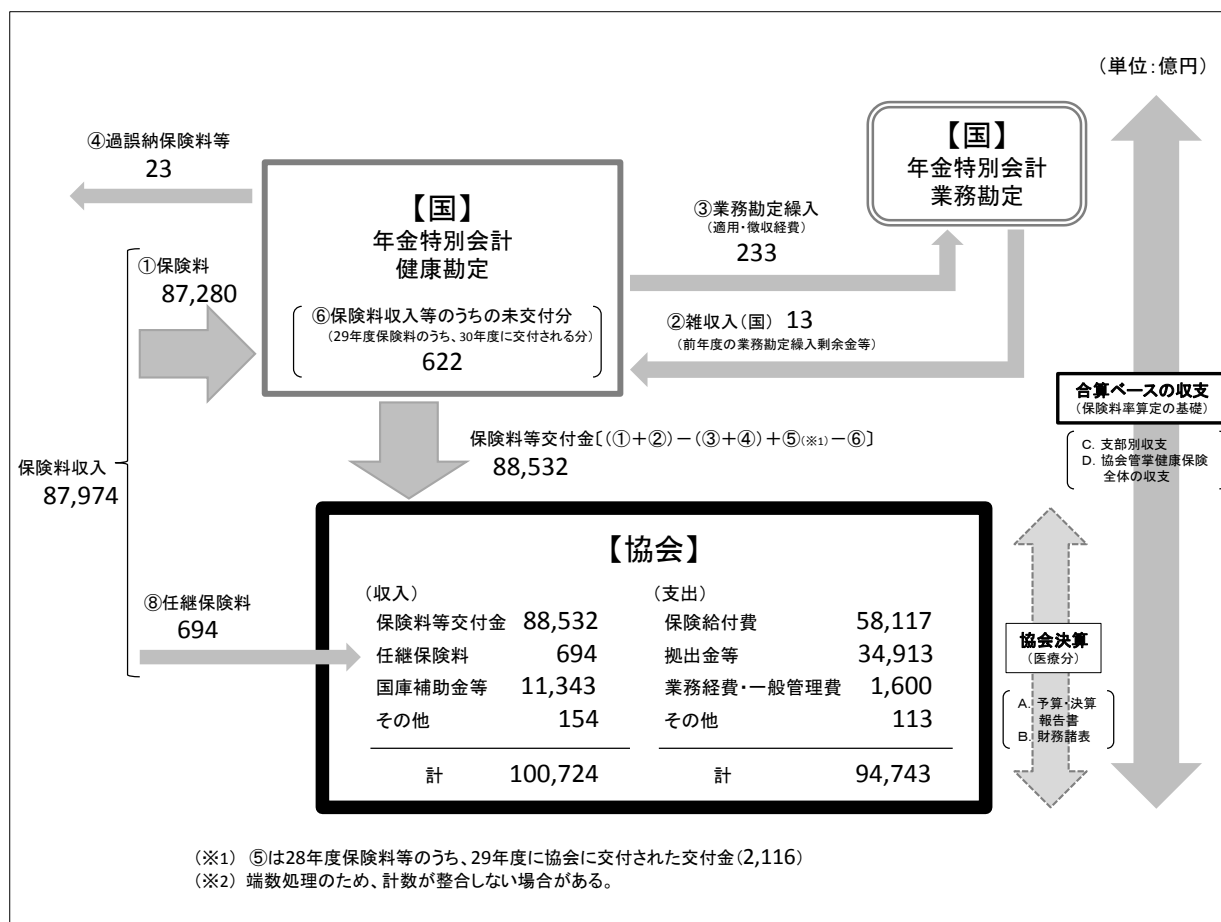 (単位：億円)
④過誤納保険料等
23
【国】
年金特別会計
健康勘定
⑥保険料収入等のうちの未交付分
(29年度保険料のうち、30年度に交付される分)
622
【国】
年金特別会計
業務勘定
③業務勘定繰入
(適用・徴収経費)
233
②雑収入(国) 13
(前年度の業務勘定繰入剰余金等)
①保険料
87,280
保険料収入
87,974
保険料等交付金〔(①＋②)－(③＋④)＋⑤(※1)－⑥〕
88,532
合算ベースの収支
(保険料率算定の基礎)
C. 支部別収支
D. 協会管掌健康保険
全体の収支
⑧任継保険料
694
【協会】
(収入)
保険料等交付金 88,532
任継保険料 694
国庫補助金等 11,343
その他 154
計 100,724
(支出)
保険給付費 58,117
拠出金等 34,913
業務経費・一般管理費 1,600
その他 113
計 94,743
協会決算
(医療分)
A. 予算・決算
報告書
B. 財務諸表
(※1) ⑤は28年度保険料等のうち、29年度に協会に交付された交付金(2,116)
(※2) 端数処理のため、計数が整合しない場合がある。